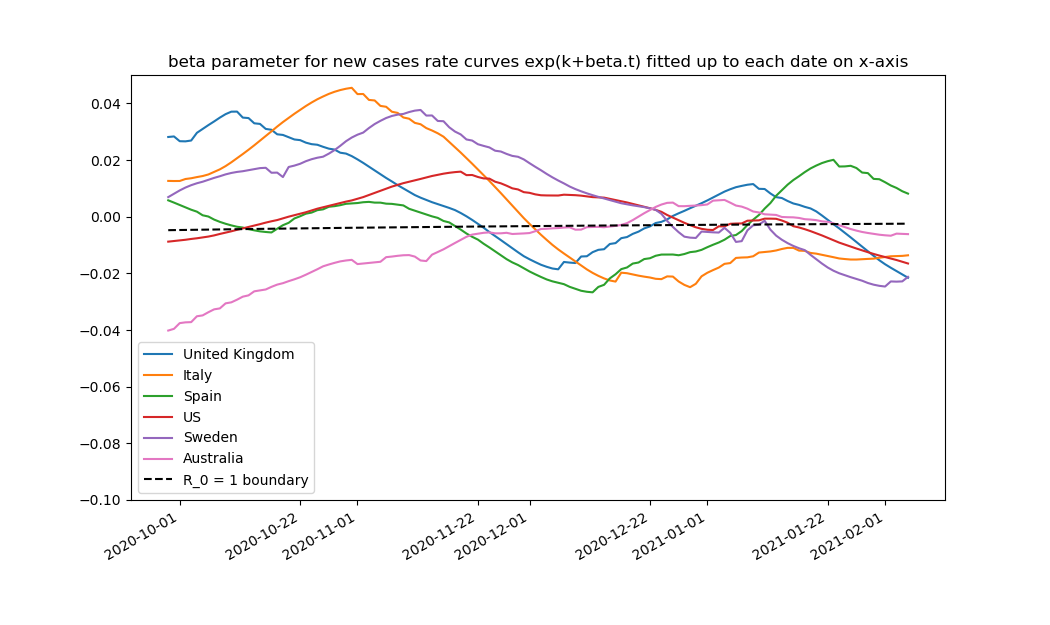 beta parameter for new cases rate curves exp(k+beta.t) fitted up to each date on x-axis
0.04
0.02
0.00
−0.02
−0.04
−0.06
−0.08
−0.10
United Kingdom
Italy
Spain
US
Sweden
Australia
R_0 = 1 boundary
2020-10-01
2020-10-22
2020-11-01
2020-11-22
2020-12-01
2020-12-22
2021-01-01
2021-01-22
2021-02-01